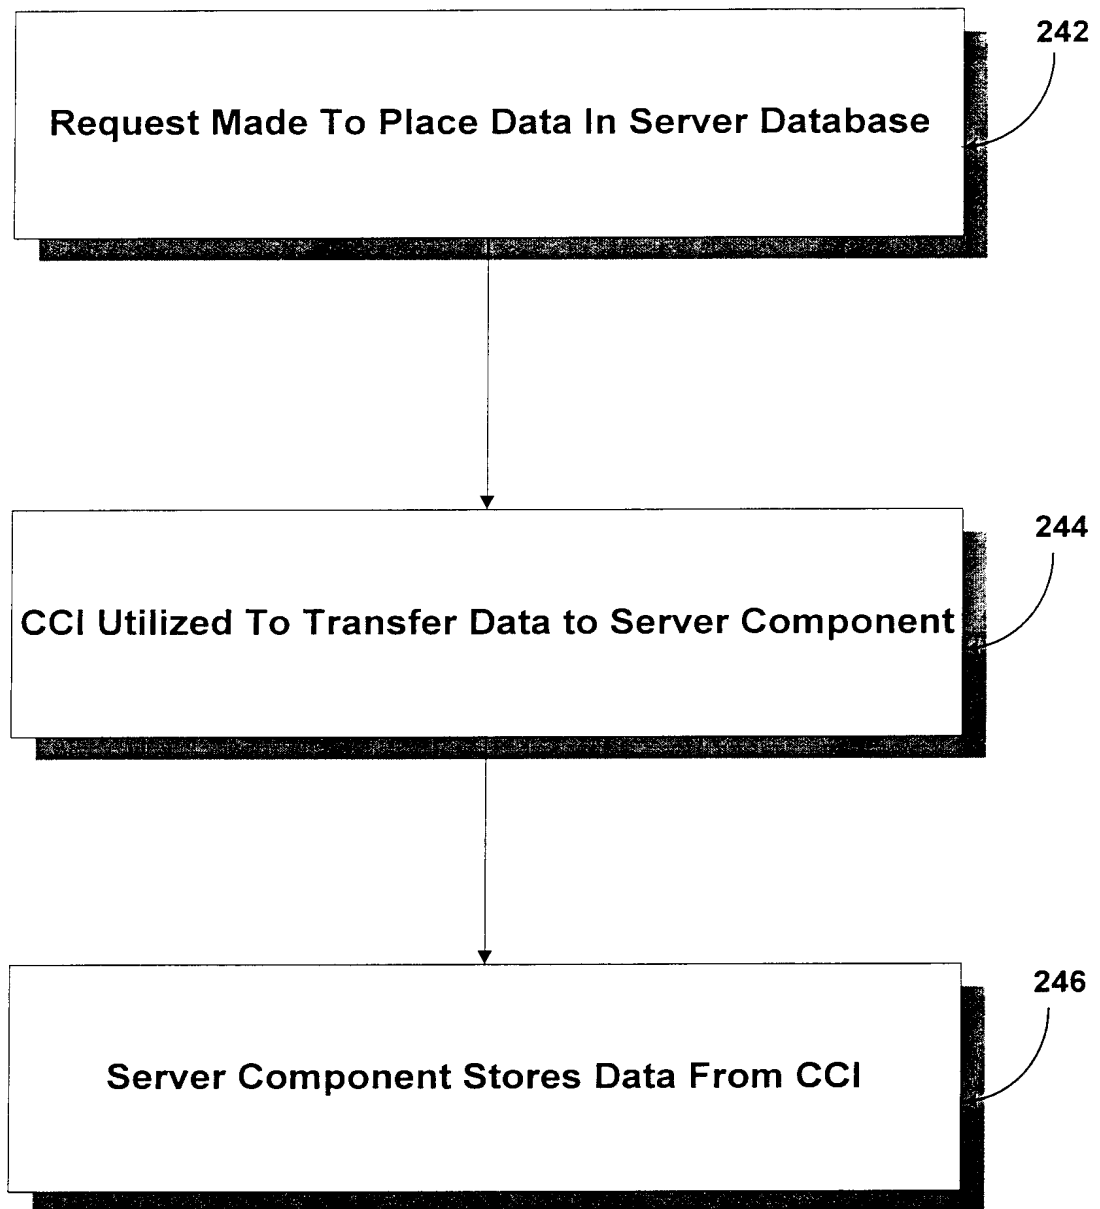 242
Request Made To Place Data In Server Database
244
CCI Utilized To Transfer Data to Server Component
246
Server Component Stores Data From CCI